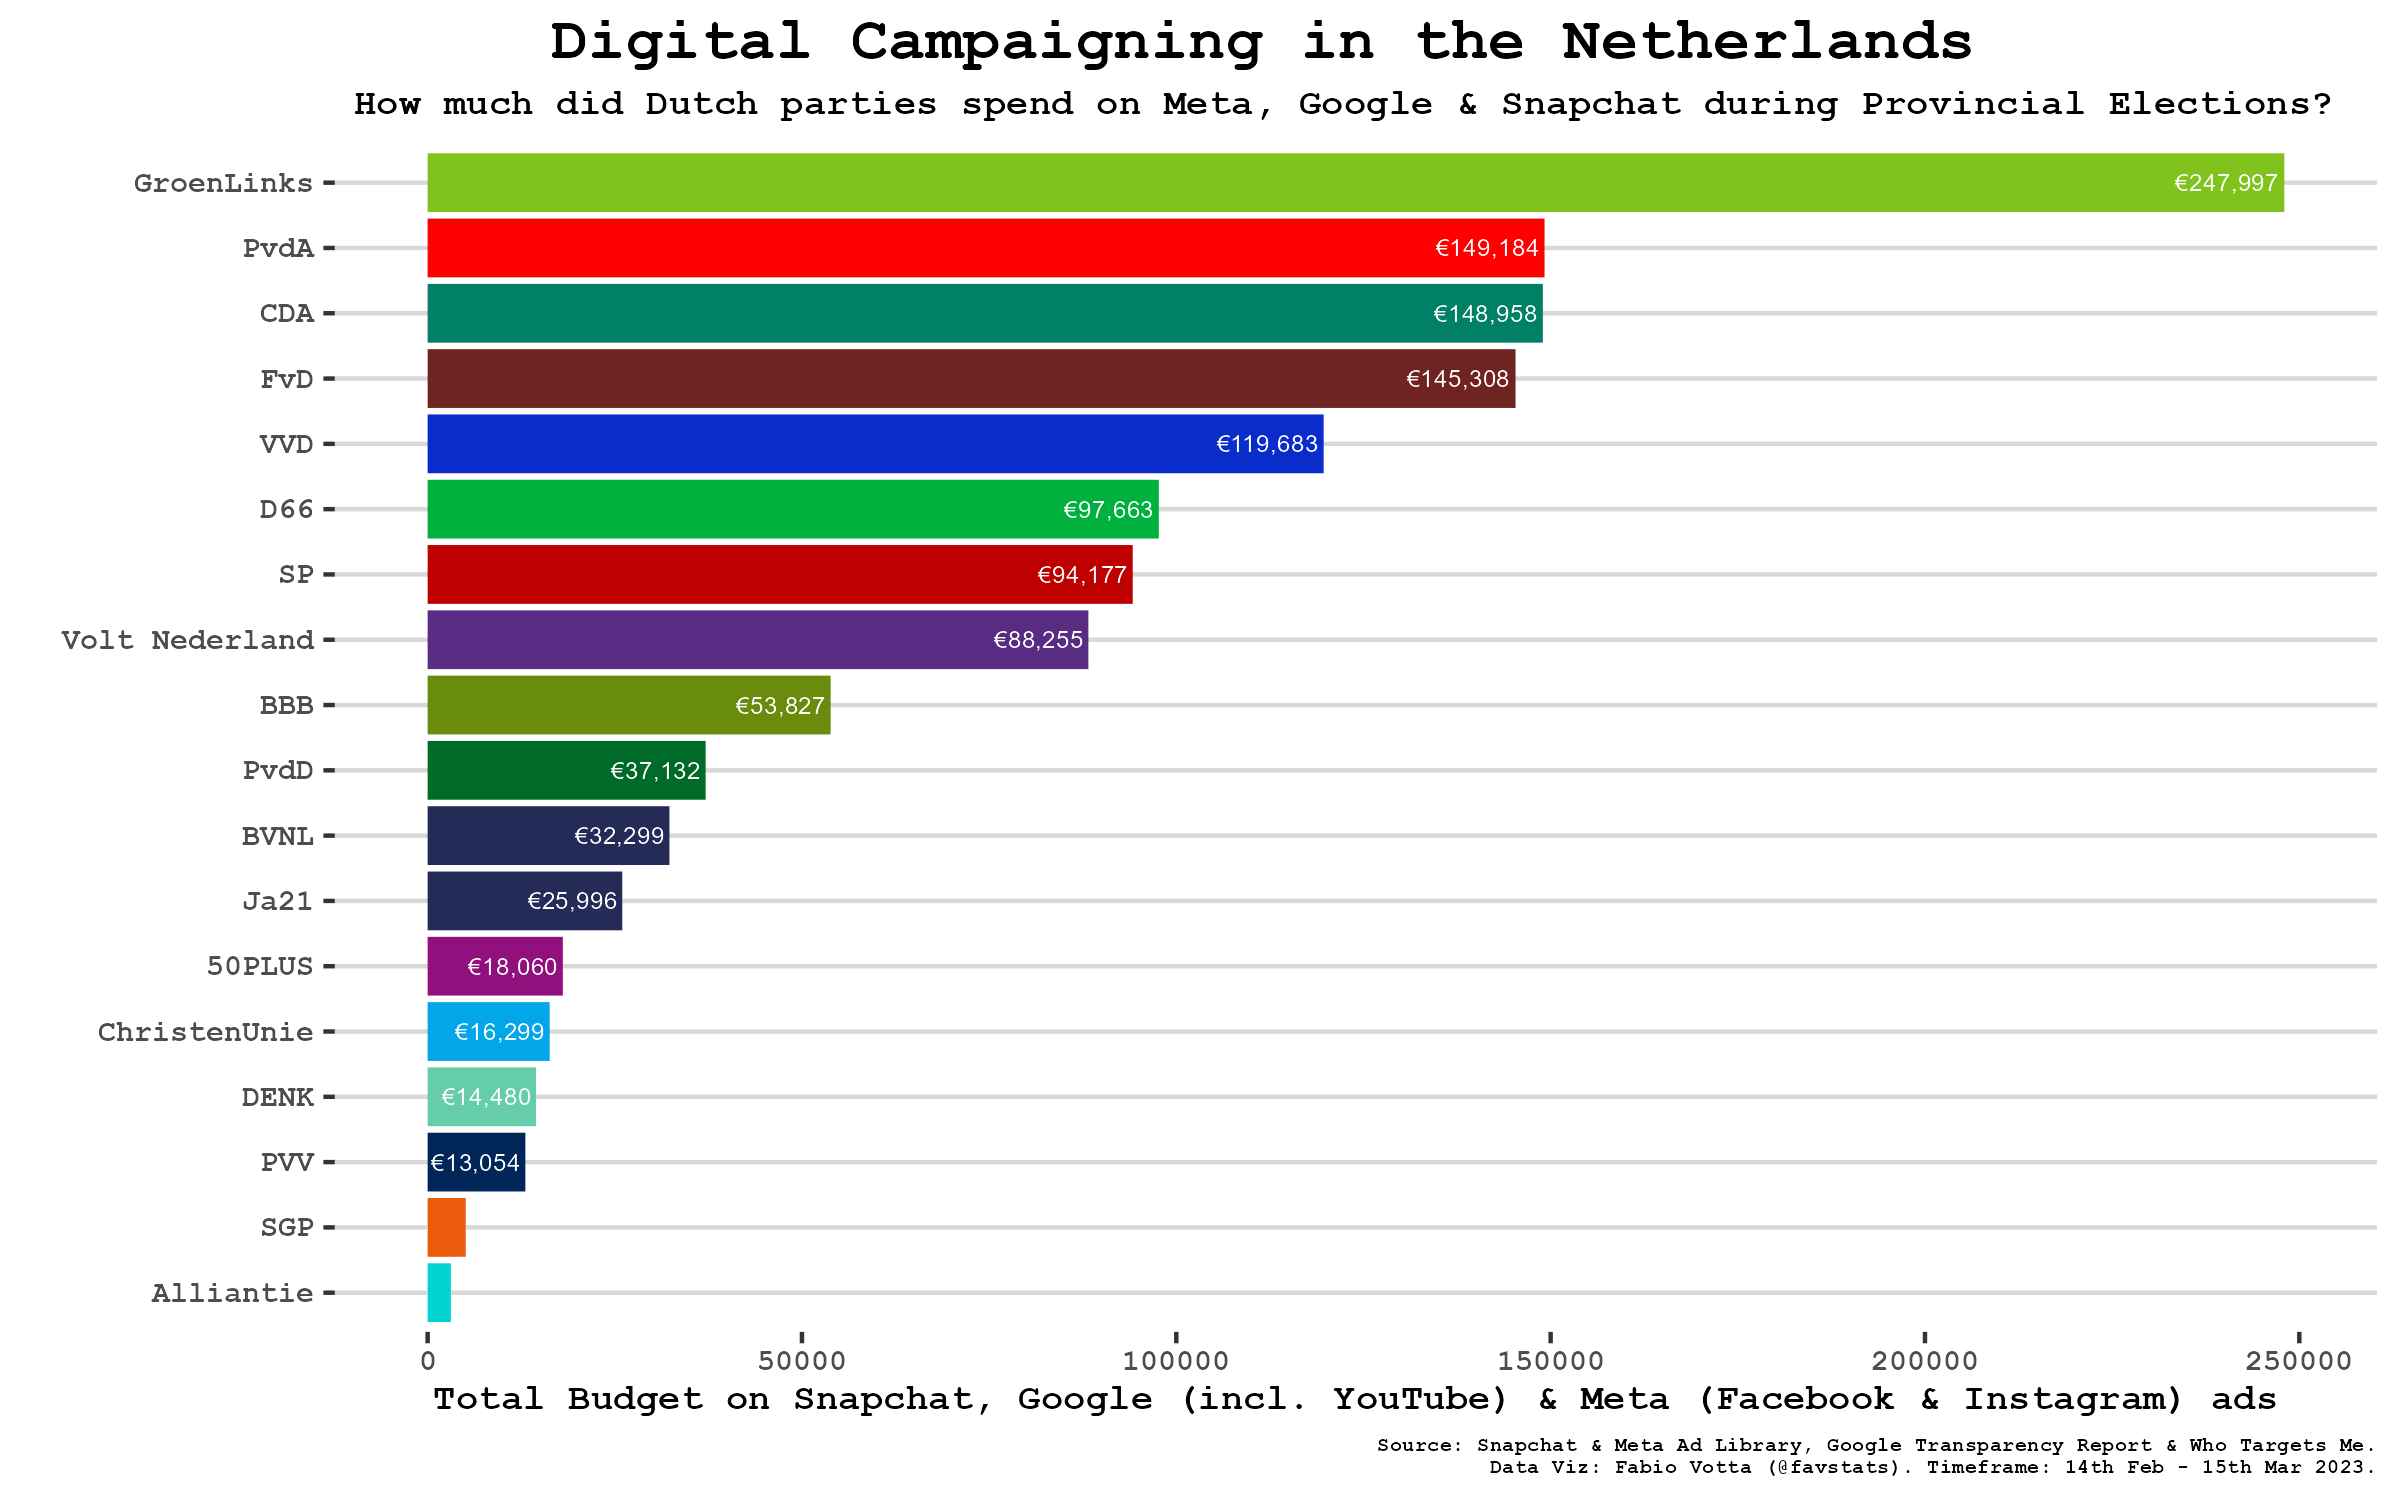 Digital Campaigning in the Netherlands
How much did Dutch parties spend on Meta, Google & Snapchat during Provincial Elections?
GroenLinks €247,997
PvdA €149,184
CDA €148,958
FvD €145,308
VVD €119,683
D66 €97,663
SP €94,177
Volt Nederland €88,255
BBB €53,827
PvdD €37,132
BVNL €32,299
Ja21 €25,996
50PLUS €18,060
ChristenUnie €16,299
DENK €14,480
PVV €13,054
SGP
Alliantie
0 50000 100000 150000 200000 250000
Total Budget on Snapchat, Google (incl. YouTube) & Meta (Facebook & Instagram) ads
Source: Snapchat & Meta Ad Library, Google Transparency Report & Who Targets Me.
Data Viz: Fabio Votta (@favstats). Timeframe: 14th Feb - 15th Mar 2023.